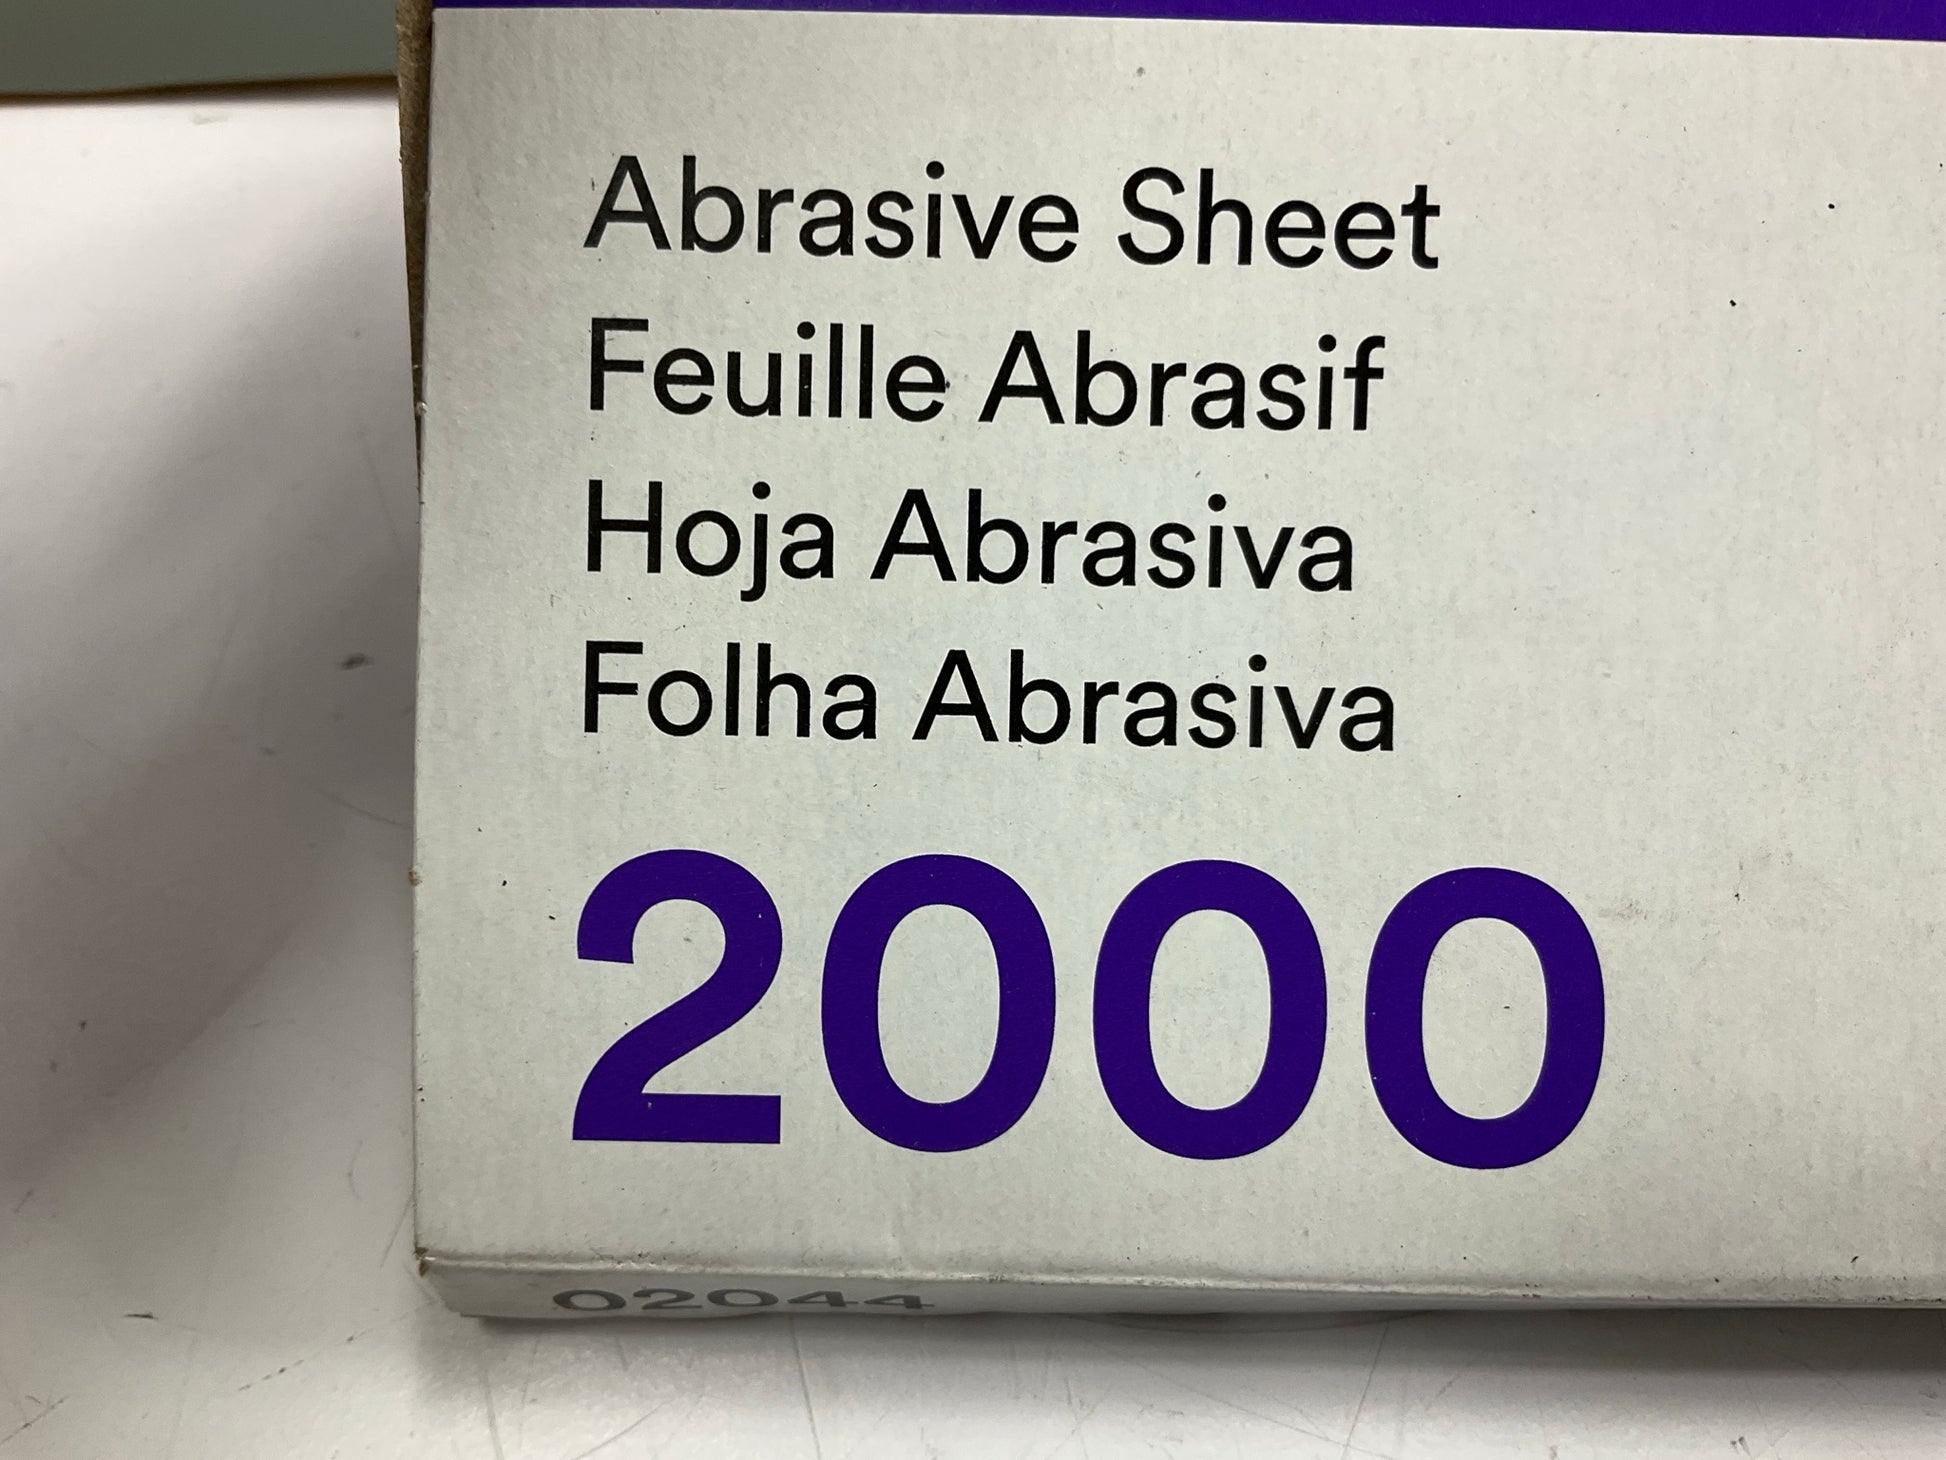 Abrasive Sheet
Feuille Abrasif
Hoja Abrasiva
Folha Abrasiva
2000
02044